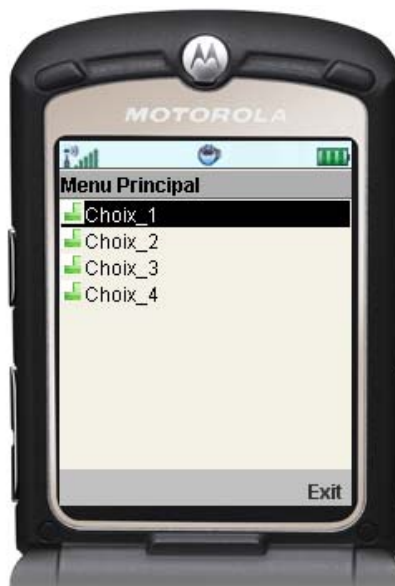 MOTOROLA
Menu Principal
Choix_1
Choix_2
Choix_3
Choix_4
Exit